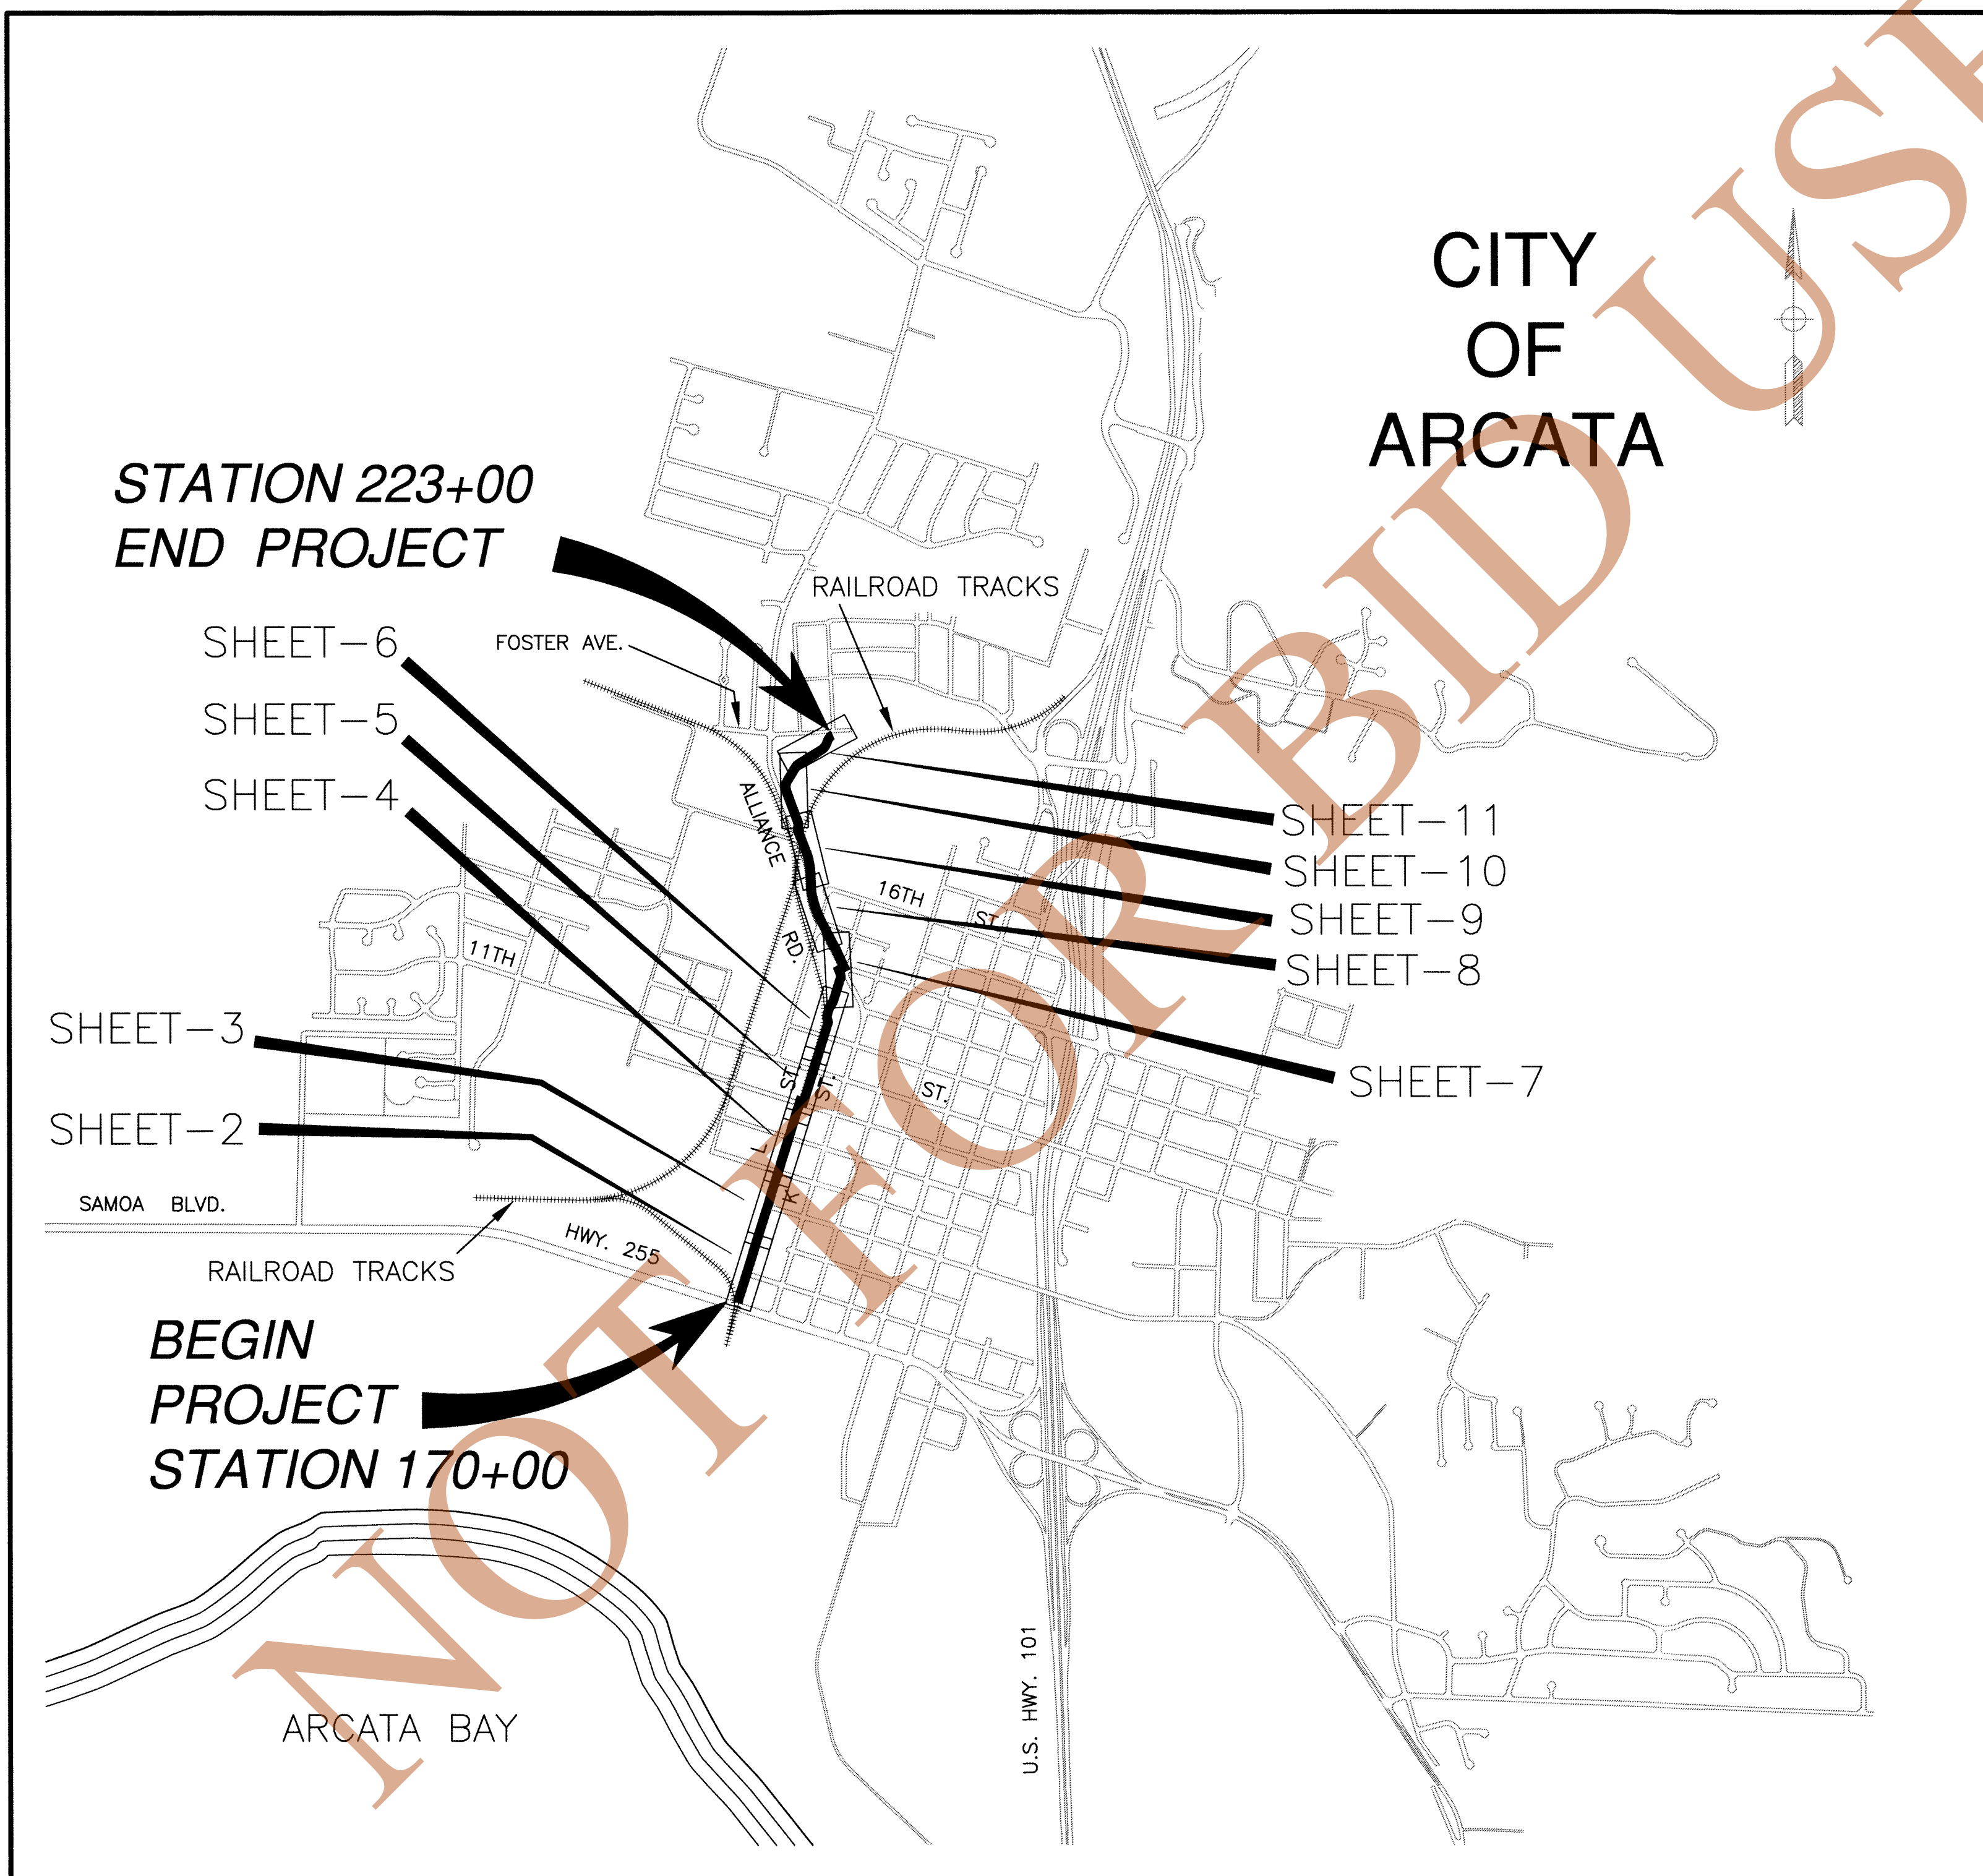 CITY
OF
ARCATA
STATION 223+00
END PROJECT
RAILROAD TRACKS
FOSTER AVE.
SHEET-6
SHEET-5
SHEET-4
ALLIANCE
RD.
SHEET-11
SHEET-10
SHEET-9
SHEET-8
SHEET-7
16TH
ST
11TH
ST.
SHEET-3
SHEET-2
L
ST
K
ST.
SAMOA BLVD.
HWY. 255
RAILROAD TRACKS
BEGIN
PROJECT
STATION 170+00
ARCATA BAY
U.S. HWY. 101
NOT FOR BID USE